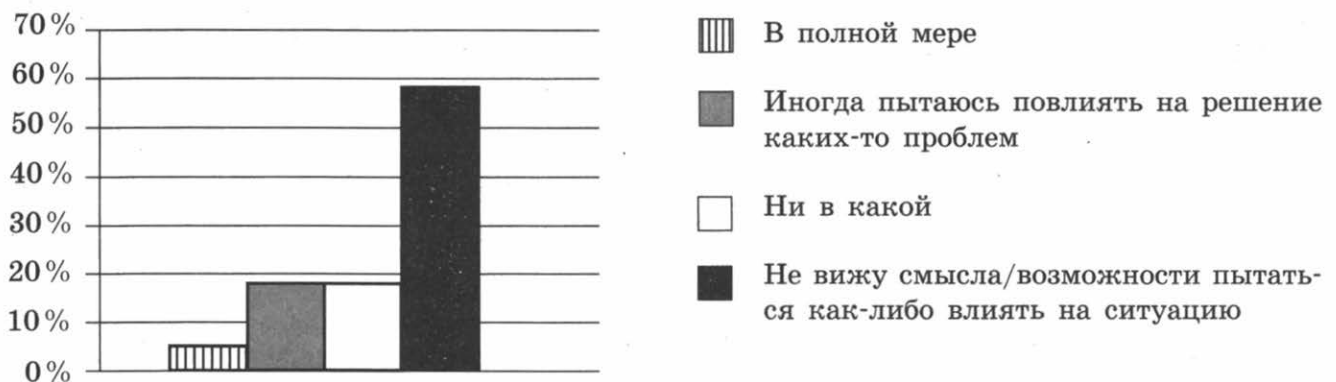 70%
60%
50%
40%
30%
20%
10%
0%
В полной мере
Иногда пытаюсь повлиять на решение
каких-то проблем
Ни в какой
Не вижу смысла/возможности пытать-
ся как-либо влиять на ситуацию